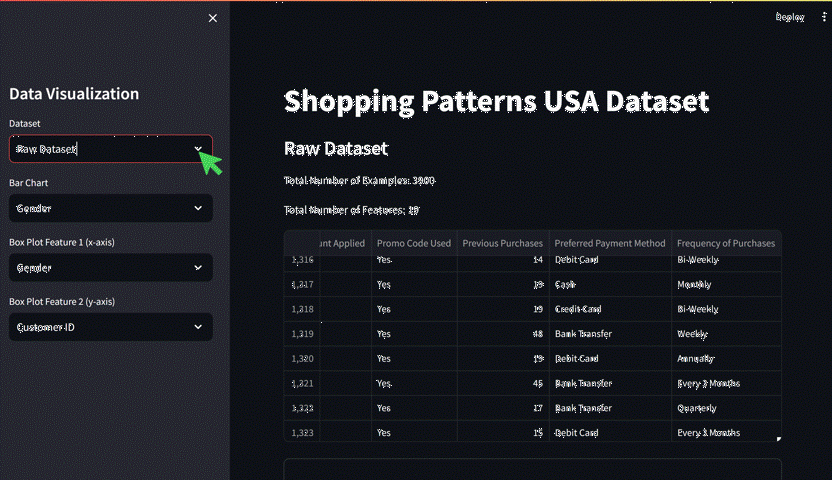 Deploy
Data Visualization
Dataset
Raw Dataset
Bar Chart
Gender
Box Plot Feature 1 (x-axis)
Gender
Box Plot Feature 2 (y-axis)
Customer ID
Shopping Patterns USA Dataset
Raw Dataset
Total Number of Examples: 3900
Total Number of Features:
nt Applied Promo Code Used Previous Purchases Preferred Payment Method Frequency of Purchases
1,316 Yes 14 Debit Card Bi-Weekly
1,317 Yes Cash Monthly
1,318 Yes 19 Credit Card Bi-Weekly
1,319 Yes 48 Bank Transfer Weekly
1,320 Yes Debit Card Annually
1,321 Yes 45 Bank Transfer Every 3 Months
1,322 Yes 17 Bank Transfer Quarterly
1,323 Yes 15 Debit Card Every 3 Months